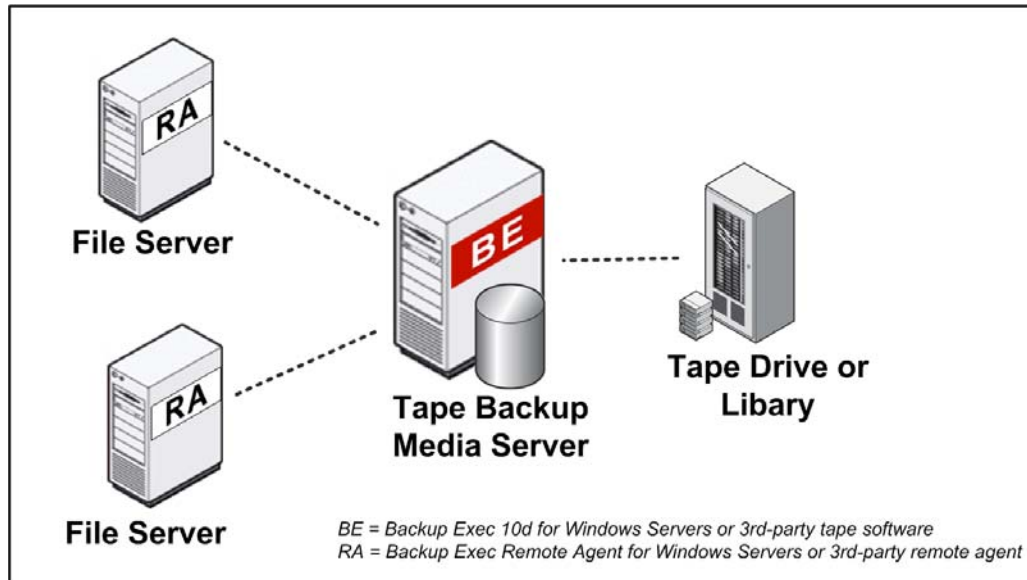 RA
File Server
BE
Tape Backup
Media Server
Tape Drive or
Libary
RA
File Server
BE = Backup Exec 10d for Windows Servers or 3rd-party tape software
RA = Backup Exec Remote Agent for Windows Servers or 3rd-party remote agent